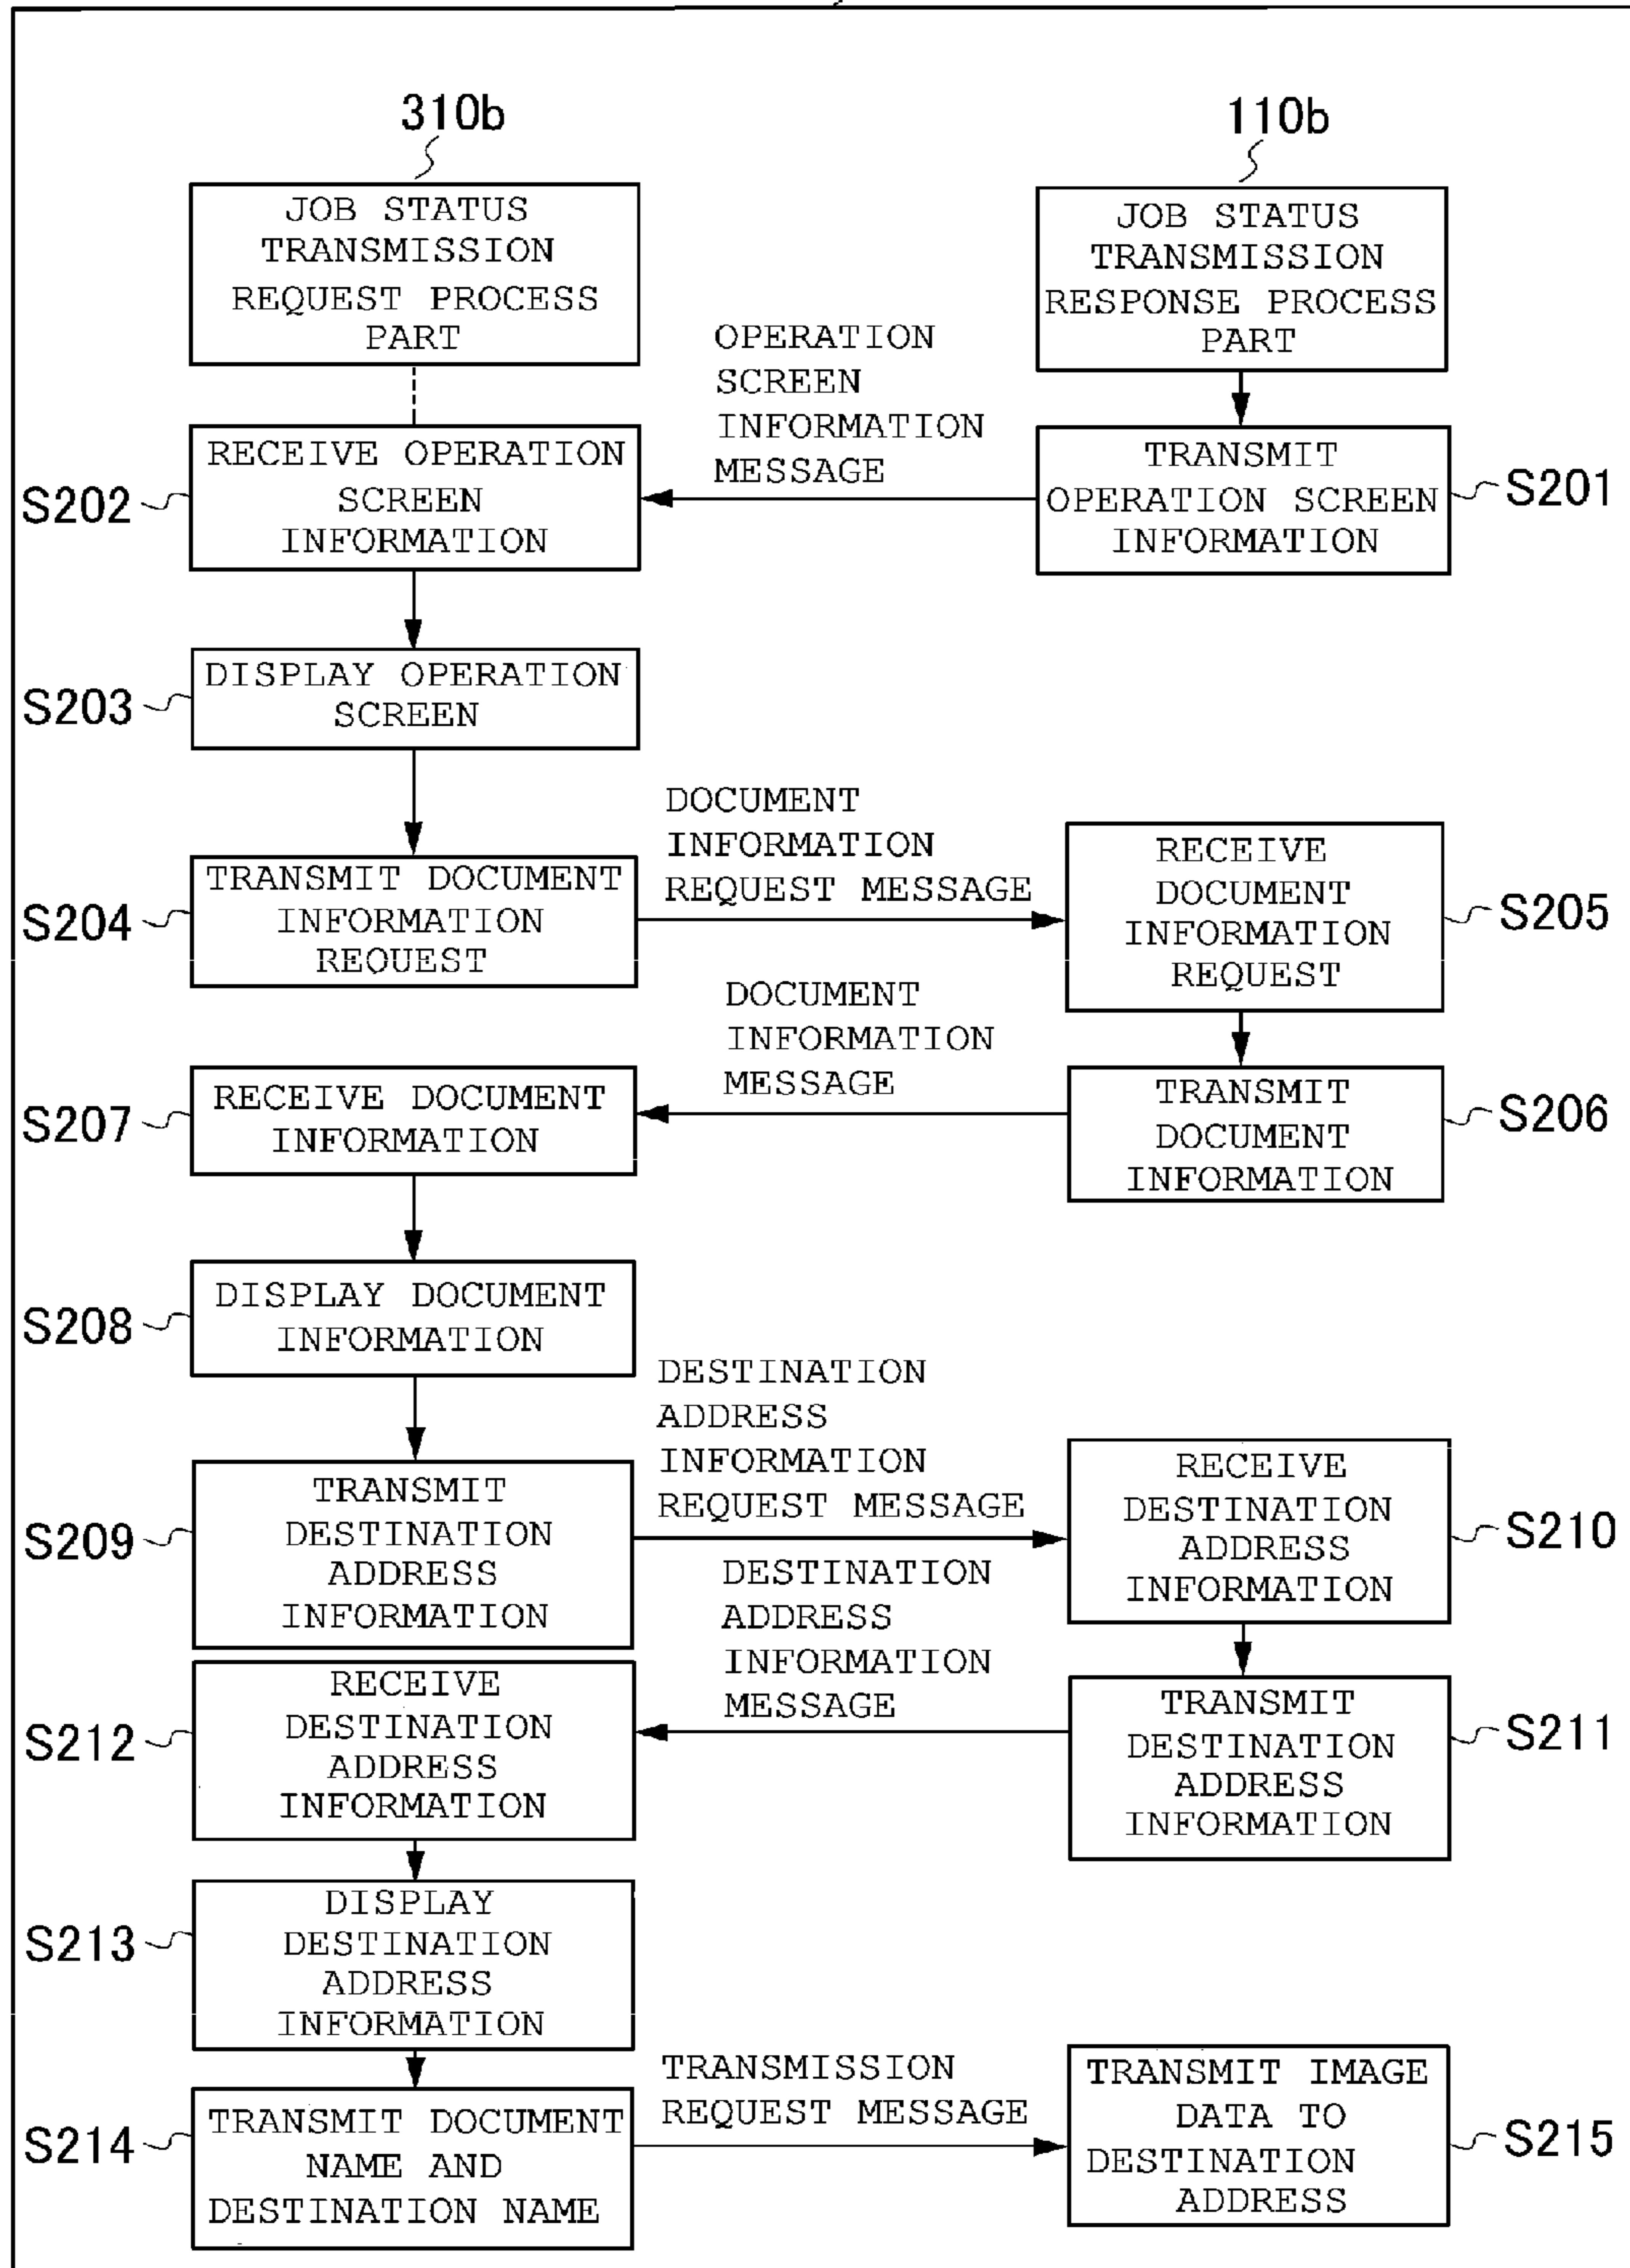 310b
110b
JOB STATUS
TRANSMISSION
REQUEST PROCESS
PART
JOB STATUS
TRANSMISSION
RESPONSE PROCESS
PART
OPERATION
SCREEN
INFORMATION
MESSAGE
S202
RECEIVE OPERATION
SCREEN
INFORMATION
TRANSMIT
OPERATION SCREEN
INFORMATION
S201
S203
DISPLAY OPERATION
SCREEN
DOCUMENT
INFORMATION
REQUEST MESSAGE
S204
TRANSMIT DOCUMENT
INFORMATION
REQUEST
RECEIVE
DOCUMENT
INFORMATION
REQUEST
S205
DOCUMENT
INFORMATION
MESSAGE
S207
RECEIVE DOCUMENT
INFORMATION
TRANSMIT
DOCUMENT
INFORMATION
S206
S208
DISPLAY DOCUMENT
INFORMATION
DESTINATION
ADDRESS
INFORMATION
REQUEST MESSAGE
S209
TRANSMIT
DESTINATION
ADDRESS
INFORMATION
RECEIVE
DESTINATION
ADDRESS
INFORMATION
S210
DESTINATION
ADDRESS
INFORMATION
MESSAGE
S212
RECEIVE
DESTINATION
ADDRESS
INFORMATION
TRANSMIT
DESTINATION
ADDRESS
INFORMATION
S211
S213
DISPLAY
DESTINATION
ADDRESS
INFORMATION
TRANSMISSION
REQUEST MESSAGE
S214
TRANSMIT DOCUMENT
NAME AND
DESTINATION NAME
TRANSMIT IMAGE
DATA TO
DESTINATION
ADDRESS
S215